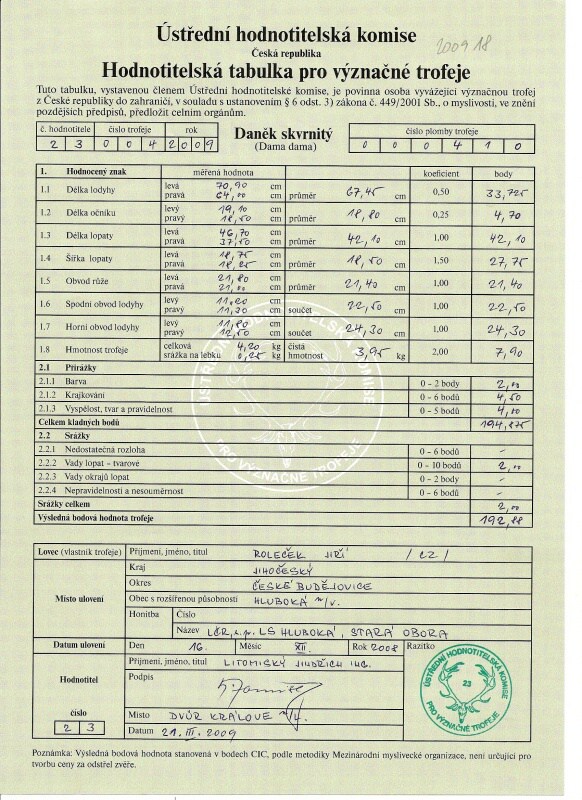 Ústřední hodnotitelská komise
2009 18
Česká republika
Hodnotitelská tabulka pro význačné trofeje
Tuto tabulku, vystavenou členem Ústřední hodnotitelské komise, je povinna osoba vyvážející význačnou trofej
z České republiky do zahraničí, v souladu s ustanovením § 6 odst. 3) zákona č. 449/2001 Sb., o myslivosti, ve znění
pozdějších předpisů, předložit celním orgánům.
č. hodnotitele číslo trofeje rok Daněk skvrnitý číslo plomby trofeje
2 3 0 0 4 2 0 0 9 (Dama dama) 0 0 0 4 1 0
1. Hodnocený znak měřená hodnota koeficient body
1.1 Délka lodyhy levá 70,90 cm
pravá 64,00 cm průměr 67,45 cm 0,50 33,725
1.2 Délka očníku levý 19,10 cm
pravý 18,50 cm průměr 18,80 cm 0,25 4,70
1.3 Délka lopaty levá 46,70 cm
pravá 37,50 cm průměr 42,10 cm 1,00 42,10
1.4 Šířka lopaty levá 18,75 cm
pravá 18,25 cm průměr 18,50 cm 1,50 27,75
1.5 Obvod růže levá 21,80 cm
pravá 21,00 cm průměr 21,40 cm 1,00 21,40
1.6 Spodní obvod lodyhy levý 11,20 cm
pravý 11,30 cm součet 22,50 cm 1,00 22,50
1.7 Horní obvod lodyhy levý 11,80 cm
pravý 12,50 cm součet 24,30 cm 1,00 24,30
1.8 Hmotnost trofeje celková 4,20 kg čistá
srážka na lebku 0,25 kg hmotnost 3,95 kg 2,00 7,90
2.1 Přirážky
2.1.1 Barva 0 – 2 body 2,00
2.1.2 Krajkování 0 – 6 bodů 4,50
2.1.3 Vyspělost, tvar a pravidelnost 0 – 5 bodů 4,00
Celkem kladných bodů 194,875
2.2 Srážky
2.2.1 Nedostatečná rozloha 0 – 6 bodů -
2.2.2 Vady lopat – tvarové 0 – 10 bodů 2,00
2.2.3 Vady okrajů lopat 0 – 2 body -
2.2.4 Nepravidelnosti a nesouměrnost 0 – 6 bodů -
Srážky celkem 2,00
Výsledná bodová hodnota trofeje 192,88
ÚSTŘEDNÍ HODNOTITELSKÁ KOMISE
PRO VÝZNAČNÉ TROFEJE
Lovec (vlastník trofeje) Příjmení, jméno, titul ROLEČEK JIŘÍ /CZ/
Místo ulovení Kraj JIHOČESKÝ
Okres ČESKÉ BUDĚJOVICE
Obec s rozšířenou působností HLUBOKÁ n/V.
Honitba Číslo
Název LČR, s.p. LS HLUBOKÁ, STARÁ OBORA
Datum ulovení Den 16. Měsíc XII. Rok 2008 Razítko
Hodnotitel Příjmení, jméno, titul LITOMISKÝ JINDŘICH ING.
Podpis
číslo Místo DVŮR KRÁLOVÉ n/L.
2 3 Datum 21. III. 2009
ÚSTŘEDNÍ HODNOTITELSKÁ KOMISE
23
PRO VÝZNAČNÉ TROFEJE
Poznámka: Výsledná bodová hodnota stanovená v bodech CIC, podle metodiky Mezinárodní myslivecké organizace, není určující pro
tvorbu ceny za odstřel zvěře.